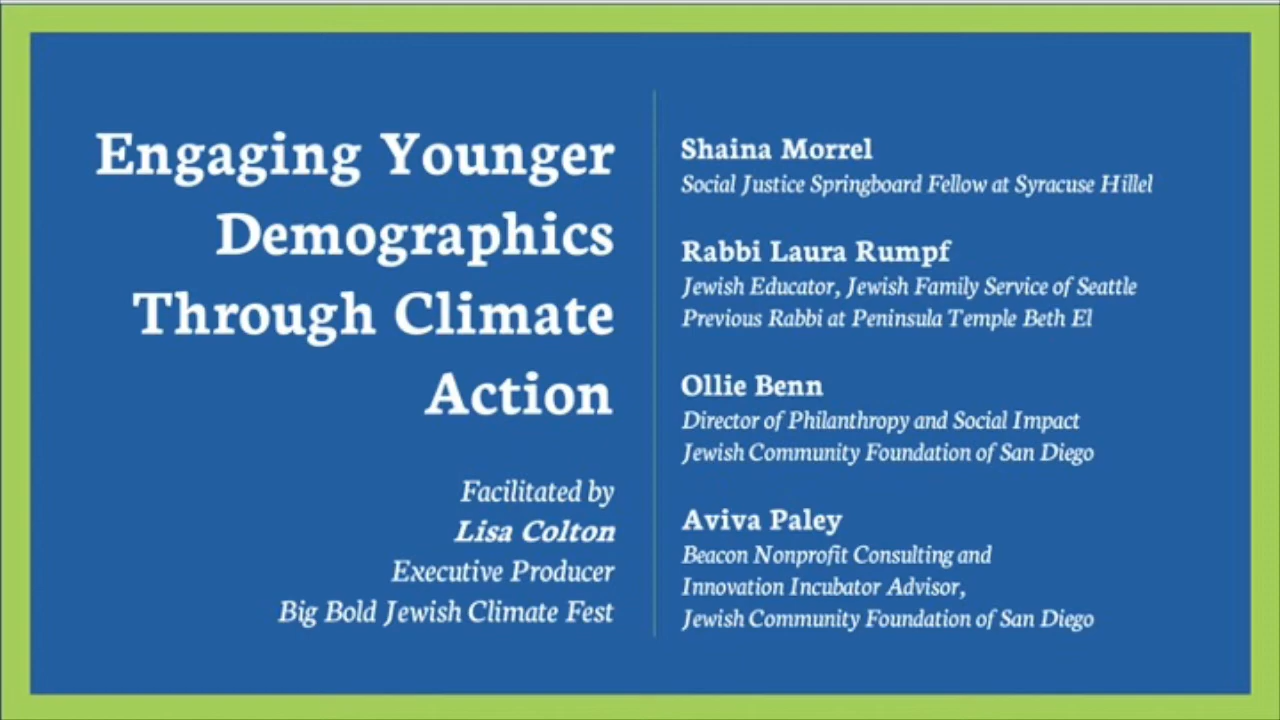 Engaging Younger
Demographics
Through Climate
Action
Facilitated by
Lisa Colton
Executive Producer
Big Bold Jewish Climate Fest
Shaina Morrel
Social Justice Springboard Fellow at Syracuse Hillel
Rabbi Laura Rumpf
Jewish Educator, Jewish Family Service of Seattle
Previous Rabbi at Peninsula Temple Beth El
Ollie Benn
Director of Philanthropy and Social Impact
Jewish Community Foundation of San Diego
Aviva Paley
Beacon Nonprofit Consulting and
Innovation Incubator Advisor,
Jewish Community Foundation of San Diego